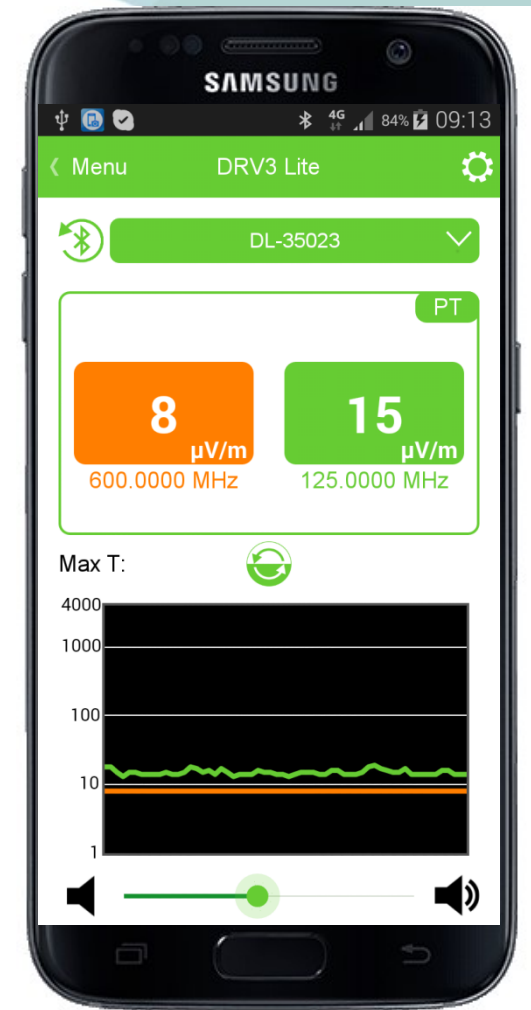 SAMSUNG
4G 84% 09:13
Menu DRV3 Lite
DL-35023
PT
8 µV/m 15 µV/m
600.0000 MHz 125.0000 MHz
Max T:
4000
1000
100
10
1